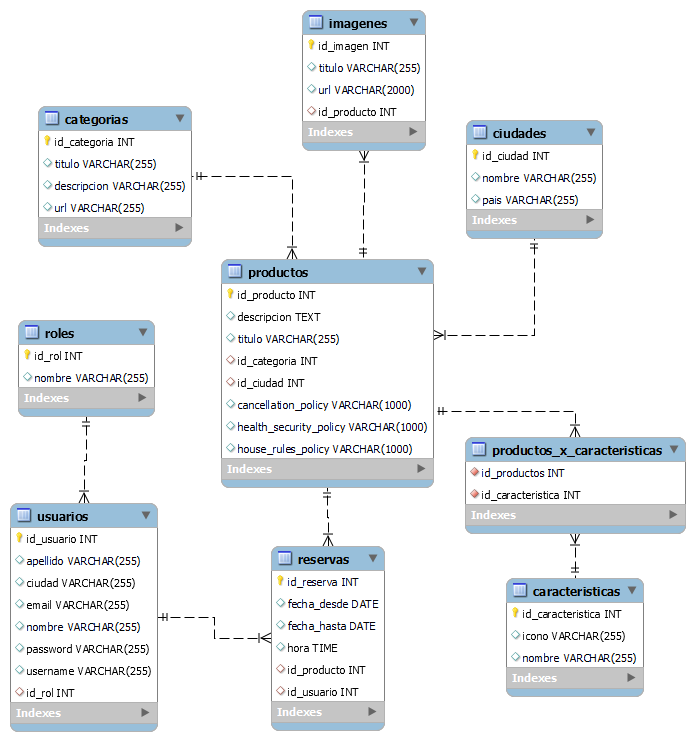 imagenes
id_imagen INT
titulo VARCHAR(255)
url VARCHAR(2000)
id_producto INT
Indexes
categorias
id_categoria INT
titulo VARCHAR(255)
descripcion VARCHAR(255)
url VARCHAR(255)
Indexes
ciudades
id_ciudad INT
nombre VARCHAR(255)
pais VARCHAR(255)
Indexes
productos
id_producto INT
descripcion TEXT
titulo VARCHAR(255)
id_categoria INT
id_ciudad INT
cancellation_policy VARCHAR(1000)
health_security_policy VARCHAR(1000)
house_rules_policy VARCHAR(1000)
Indexes
roles
id_rol INT
nombre VARCHAR(255)
Indexes
productos_x_caracteristicas
id_productos INT
id_caracteristica INT
Indexes
usuarios
id_usuario INT
apellido VARCHAR(255)
ciudad VARCHAR(255)
email VARCHAR(255)
nombre VARCHAR(255)
password VARCHAR(255)
username VARCHAR(255)
id_rol INT
Indexes
reservas
id_reserva INT
fecha_desde DATE
fecha_hasta DATE
hora TIME
id_producto INT
id_usuario INT
Indexes
caracteristicas
id_caracteristica INT
icono VARCHAR(255)
nombre VARCHAR(255)
Indexes